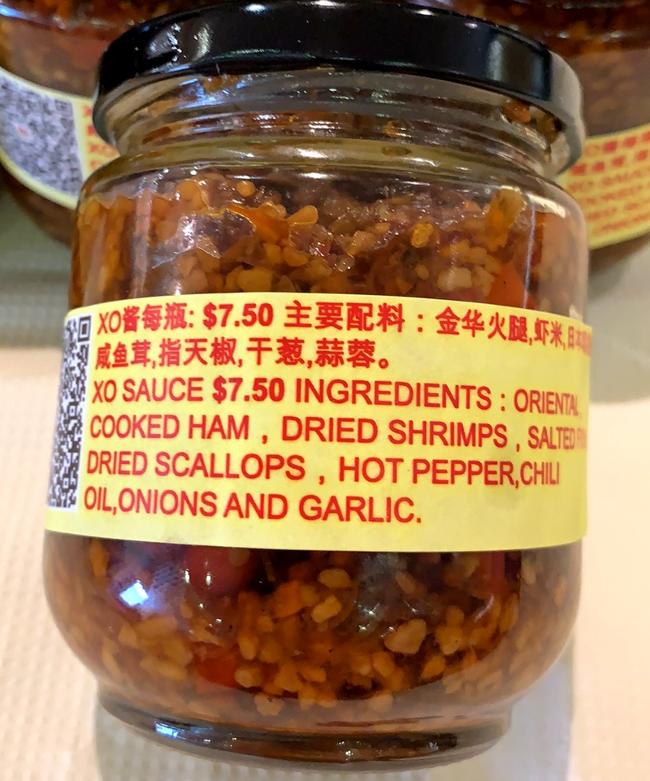 XO酱每瓶: $7.50 主要配料：金华火腿,虾米,日本
咸鱼茸,指天椒,干葱,蒜蓉。
XO SAUCE $7.50 INGREDIENTS : ORIENTAL
COOKED HAM , DRIED SHRIMPS , SALTED
DRIED SCALLOPS , HOT PEPPER,CHILI
OIL,ONIONS AND GARLIC.
XO SAUCE